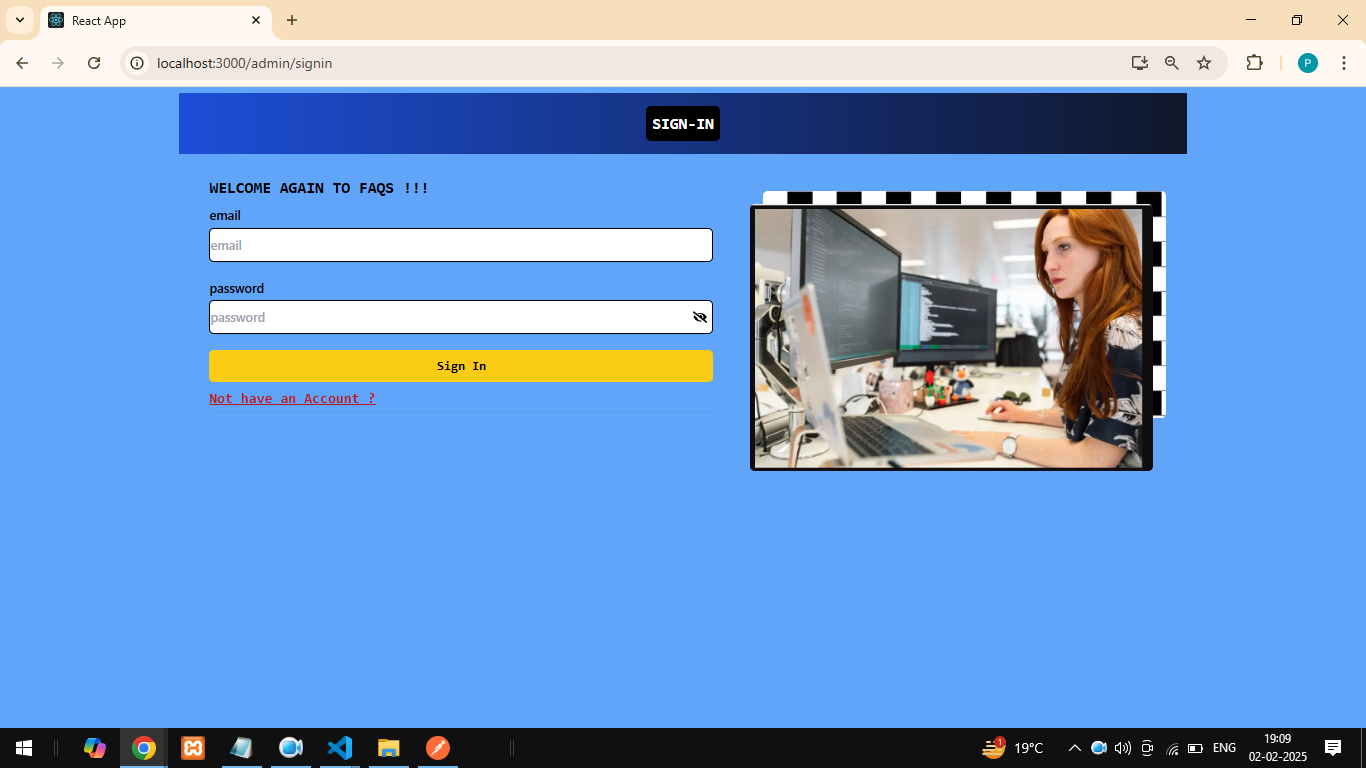 React App
localhost:3000/admin/signin
P
SIGN-IN
WELCOME AGAIN TO FAQS !!!
email
email
password
password
Sign In
Not have an Account ?
1
19°C
ENG
19:09
02-02-2025